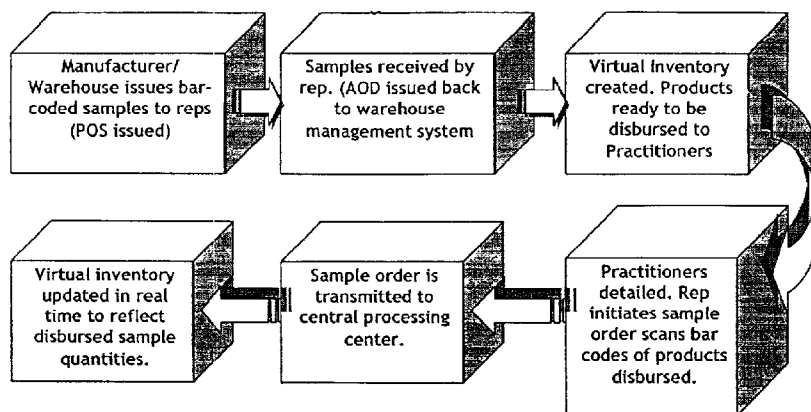 Manufacturer/
Warehouse issues bar-
coded samples to reps
(POS issued)
Samples received by
rep. (AOD issued back
to warehouse
management system
Virtual Inventory
created. Products
ready to be
disbursed to
Practitioners
Practitioners
detailed. Rep
initiates sample
order scans bar
codes of products
disbursed.
Sample order is
transmitted to
central processing
center.
Virtual inventory
updated in real
time to reflect
disbursed sample
quantities.